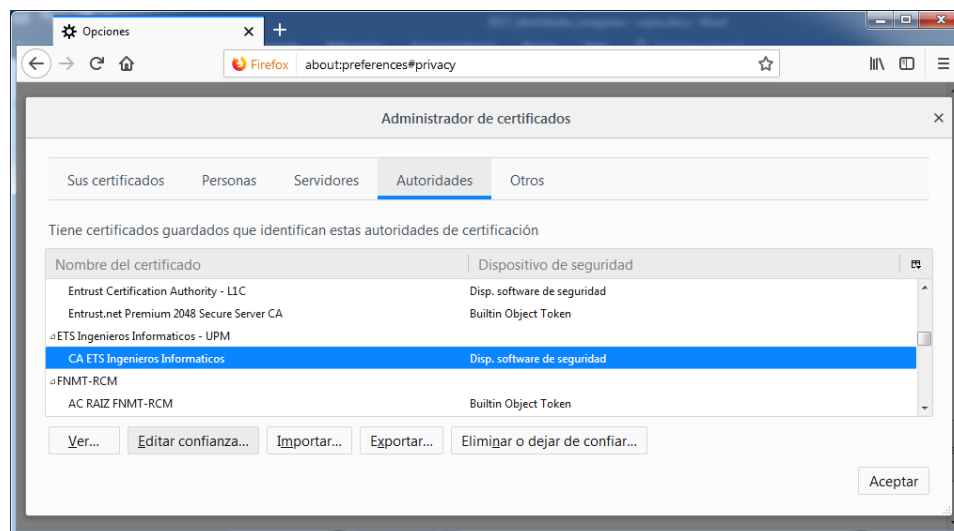 Opciones
Firefox about:preferences#privacy
Administrador de certificados
Sus certificados Personas Servidores Autoridades Otros
Tiene certificados guardados que identifican estas autoridades de certificación
Nombre del certificado Dispositivo de seguridad
Entrust Certification Authority - L1C Disp. software de seguridad
Entrust.net Premium 2048 Secure Server CA Builtin Object Token
ETS Ingenieros Informaticos - UPM
CA ETS Ingenieros Informaticos Disp. software de seguridad
FNMT-RCM
AC RAIZ FNMT-RCM Builtin Object Token
Ver... Editar confianza... Importar... Exportar... Eliminar o dejar de confiar...
Aceptar